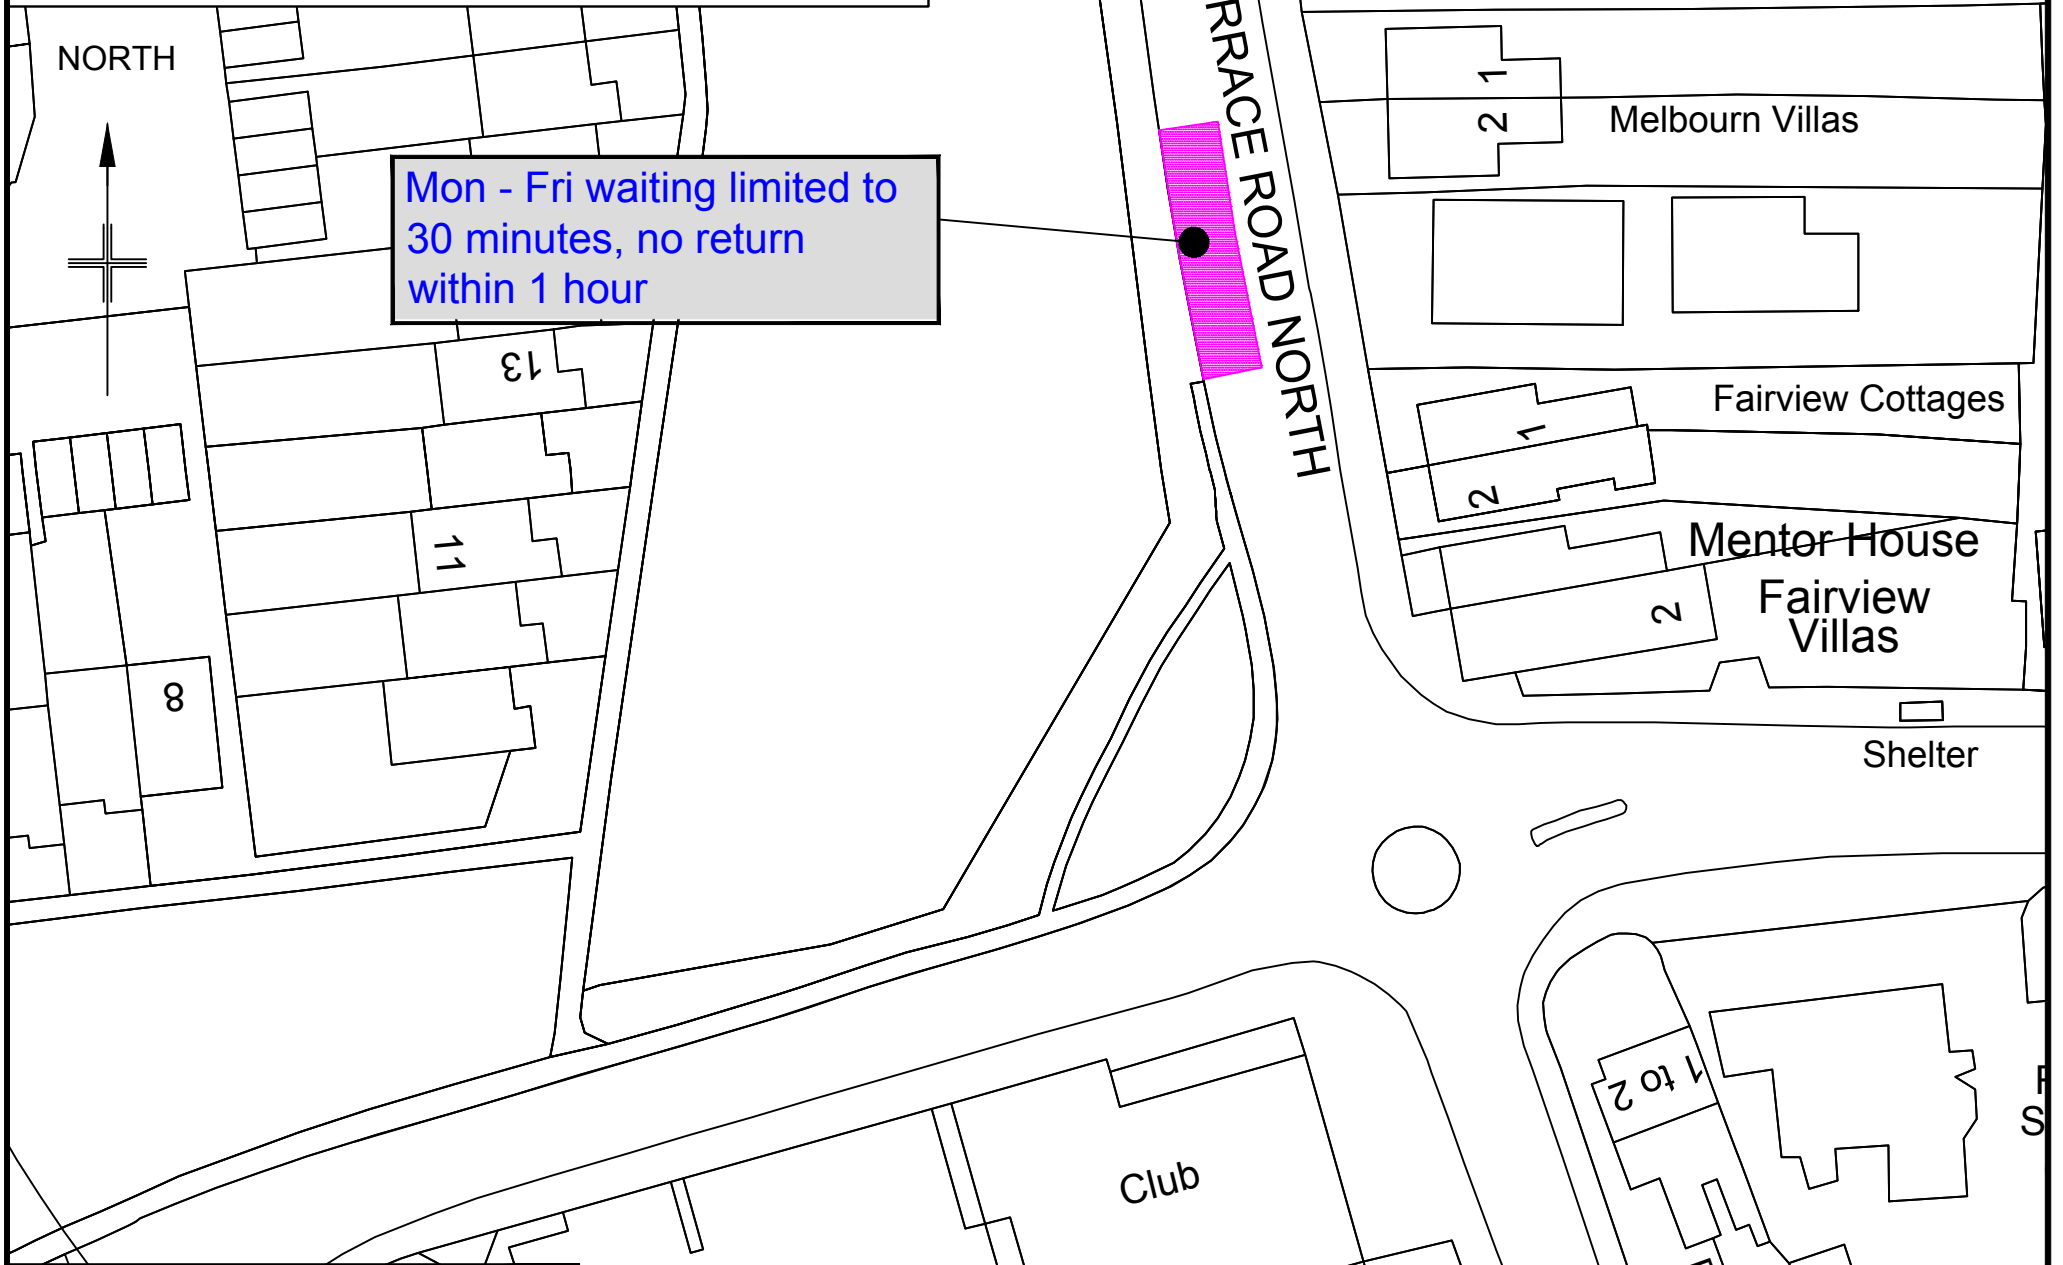 NORTH
RRACE ROAD NORTH
1
2
Melbourn Villas
Mon - Fri waiting limited to
30 minutes, no return
within 1 hour
13
Fairview Cottages
1
2
11
Mentor House
Fairview
Villas
2
8
Shelter
1 to 2
Club
S